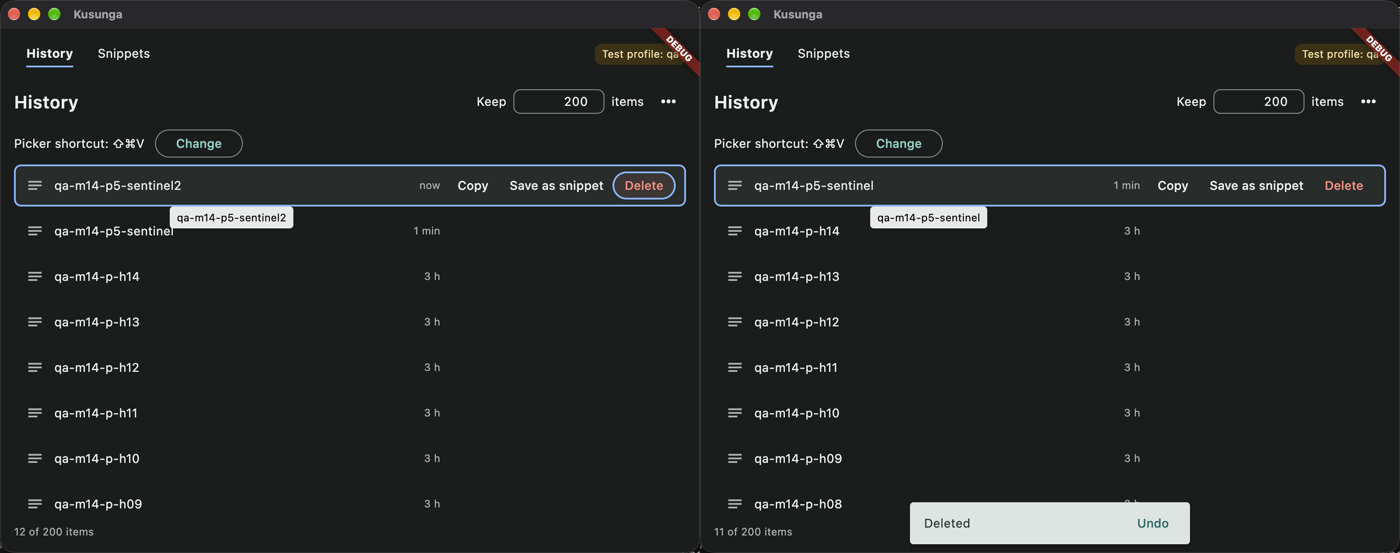 Kusunga
History Snippets Test profile: qa DEBUG
History Keep 200 items •••
Picker shortcut: ⇧⌘V Change
qa-m14-p5-sentinel2 now Copy Save as snippet Delete
qa-m14-p5-sentinel2
qa-m14-p5-sentinel 1 min
qa-m14-p-h14 3 h
qa-m14-p-h13 3 h
qa-m14-p-h12 3 h
qa-m14-p-h11 3 h
qa-m14-p-h10 3 h
qa-m14-p-h09 3 h
12 of 200 items
Kusunga
History Snippets Test profile: qa DEBUG
History Keep 200 items •••
Picker shortcut: ⇧⌘V Change
qa-m14-p5-sentinel 1 min Copy Save as snippet Delete
qa-m14-p5-sentinel
qa-m14-p-h14 3 h
qa-m14-p-h13 3 h
qa-m14-p-h12 3 h
qa-m14-p-h11 3 h
qa-m14-p-h10 3 h
qa-m14-p-h09 3 h
qa-m14-p-h08
Deleted Undo
11 of 200 items